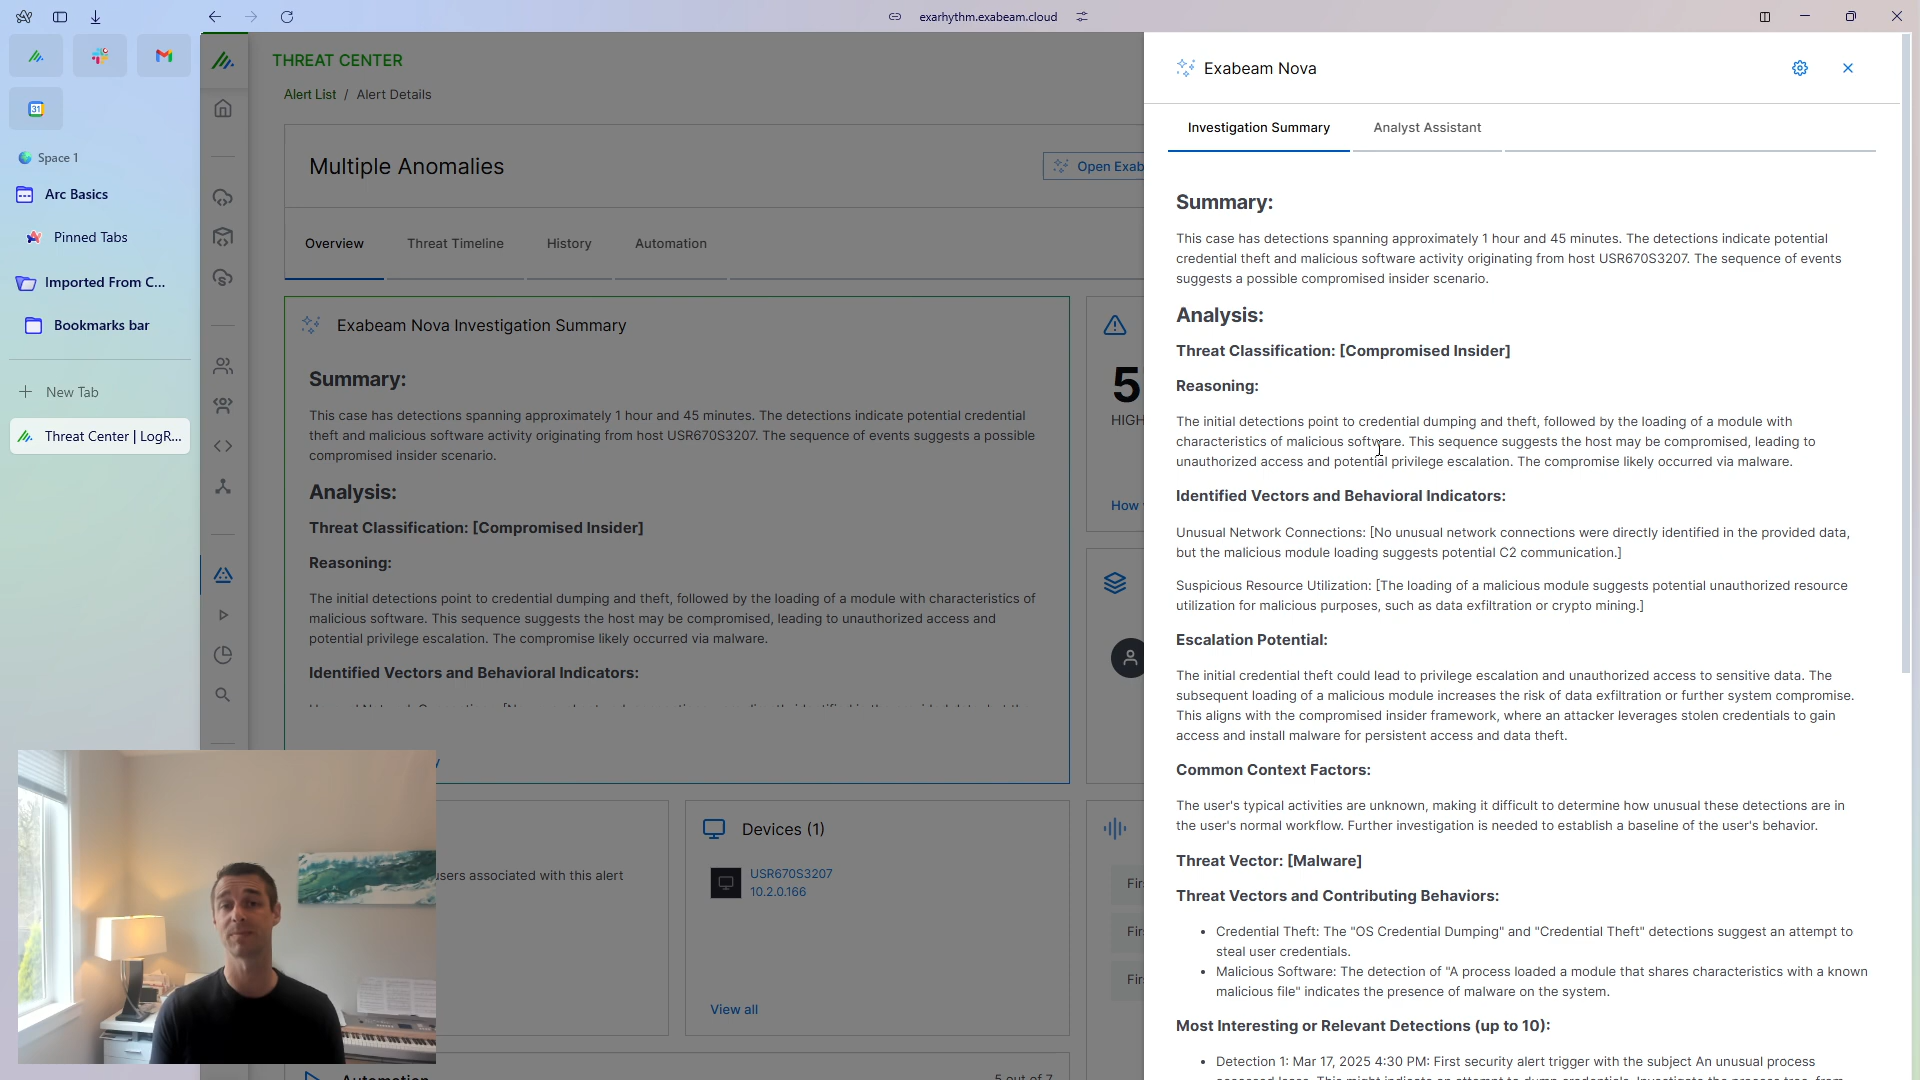 exarhythm.exabeam.cloud
31
Space 1
Arc Basics
Pinned Tabs
Imported From C...
Bookmarks bar
New Tab
Threat Center | LogR...
THREAT CENTER
Alert List / Alert Details
Multiple Anomalies
Open Exab
Overview
Threat Timeline
History
Automation
Exabeam Nova Investigation Summary
Summary:
This case has detections spanning approximately 1 hour and 45 minutes. The detections indicate potential credential
theft and malicious software activity originating from host USR670S3207. The sequence of events suggests a possible
compromised insider scenario.
Analysis:
Threat Classification: [Compromised Insider]
Reasoning:
The initial detections point to credential dumping and theft, followed by the loading of a module with characteristics of
malicious software. This sequence suggests the host may be compromised, leading to unauthorized access and
potential privilege escalation. The compromise likely occurred via malware.
Identified Vectors and Behavioral Indicators:
5
HIGH
How
users associated with this alert
Devices (1)
USR670S3207
10.2.0.166
View all
Fir
Fir
Fir
Automation
5 out of 7
Exabeam Nova
Investigation Summary
Analyst Assistant
Summary:
This case has detections spanning approximately 1 hour and 45 minutes. The detections indicate potential
credential theft and malicious software activity originating from host USR670S3207. The sequence of events
suggests a possible compromised insider scenario.
Analysis:
Threat Classification: [Compromised Insider]
Reasoning:
The initial detections point to credential dumping and theft, followed by the loading of a module with
characteristics of malicious software. This sequence suggests the host may be compromised, leading to
unauthorized access and potential privilege escalation. The compromise likely occurred via malware.
Identified Vectors and Behavioral Indicators:
Unusual Network Connections: [No unusual network connections were directly identified in the provided data,
but the malicious module loading suggests potential C2 communication.]
Suspicious Resource Utilization: [The loading of a malicious module suggests potential unauthorized resource
utilization for malicious purposes, such as data exfiltration or crypto mining.]
Escalation Potential:
The initial credential theft could lead to privilege escalation and unauthorized access to sensitive data. The
subsequent loading of a malicious module increases the risk of data exfiltration or further system compromise.
This aligns with the compromised insider framework, where an attacker leverages stolen credentials to gain
access and install malware for persistent access and data theft.
Common Context Factors:
The user's typical activities are unknown, making it difficult to determine how unusual these detections are in
the user's normal workflow. Further investigation is needed to establish a baseline of the user's behavior.
Threat Vector: [Malware]
Threat Vectors and Contributing Behaviors:
• Credential Theft: The "OS Credential Dumping" and "Credential Theft" detections suggest an attempt to
steal user credentials.
• Malicious Software: The detection of "A process loaded a module that shares characteristics with a known
malicious file" indicates the presence of malware on the system.
Most Interesting or Relevant Detections (up to 10):
• Detection 1: Mar 17, 2025 4:30 PM: First security alert trigger with the subject An unusual process